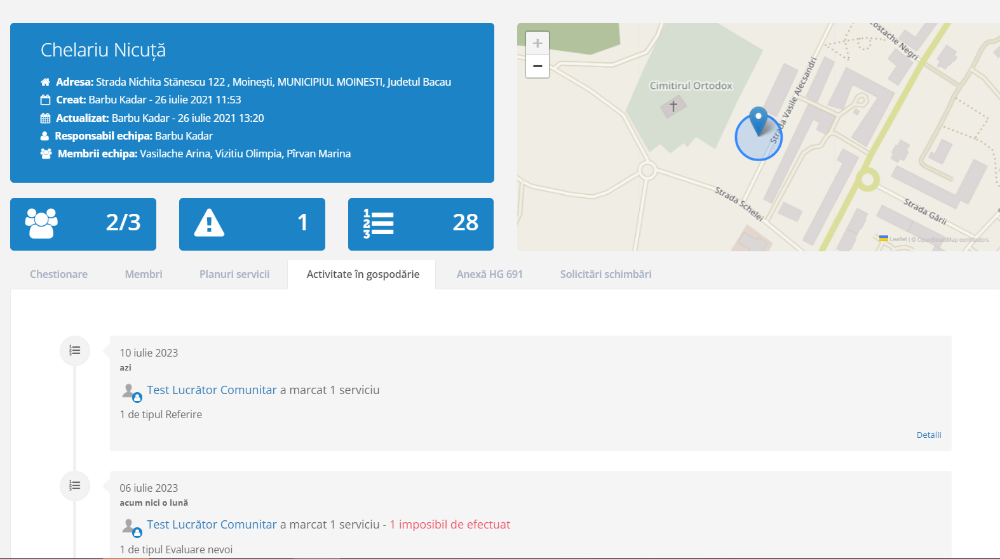 Chelariu Nicuță
Adresa: Strada Nichita Stănescu 122 , Moinești, MUNICIPIUL MOINESTI, Judetul Bacau
Creat: Barbu Kadar - 26 iulie 2021 11:53
Actualizat: Barbu Kadar - 26 iulie 2021 13:20
Responsabil echipa: Barbu Kadar
Membrii echipa: Vasilache Arina, Vizitiu Olimpia, Pîrvan Marina
2/3
1
1
2
3
28
+
−
Cimitirul Ortodox
Strada Vasile Alecsandri
Costache Negri
Strada Schelei
Strada Gării
Leaflet | © OpenStreetMap contributors
Chestionare
Membri
Planuri servicii
Activitate în gospodărie
Anexă HG 691
Solicitări schimbări
10 iulie 2023
azi
Test Lucrător Comunitar a marcat 1 serviciu
1 de tipul Referire
Detalii
06 iulie 2023
acum nici o lună
Test Lucrător Comunitar a marcat 1 serviciu - 1 imposibil de efectuat
1 de tipul Evaluare nevoi